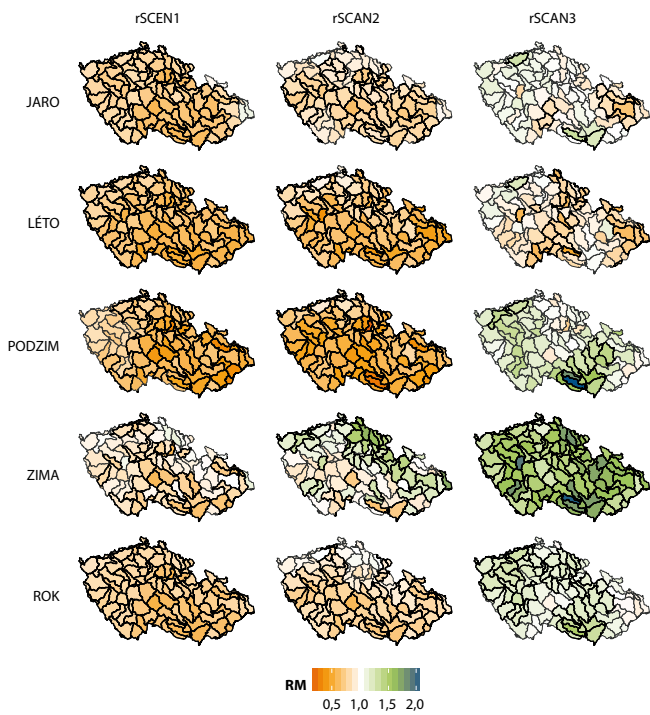 rSCEN1 rSCAN2 rSCAN3
JARO
LÉTO
PODZIM
ZIMA
ROK
RM
0,5 1,0 1,5 2,0